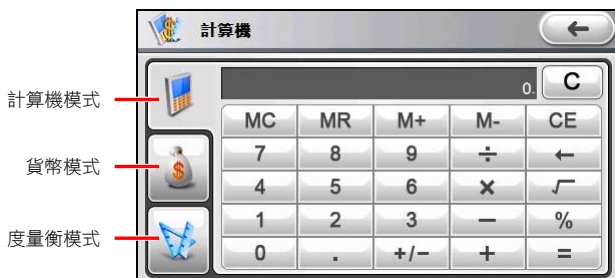 計算機
計算機模式
貨幣模式
度量衡模式
0. C
MC MR M+ M- CE
7 8 9 ÷ ←
4 5 6 × √
1 2 3 − %
0 . +/− + =